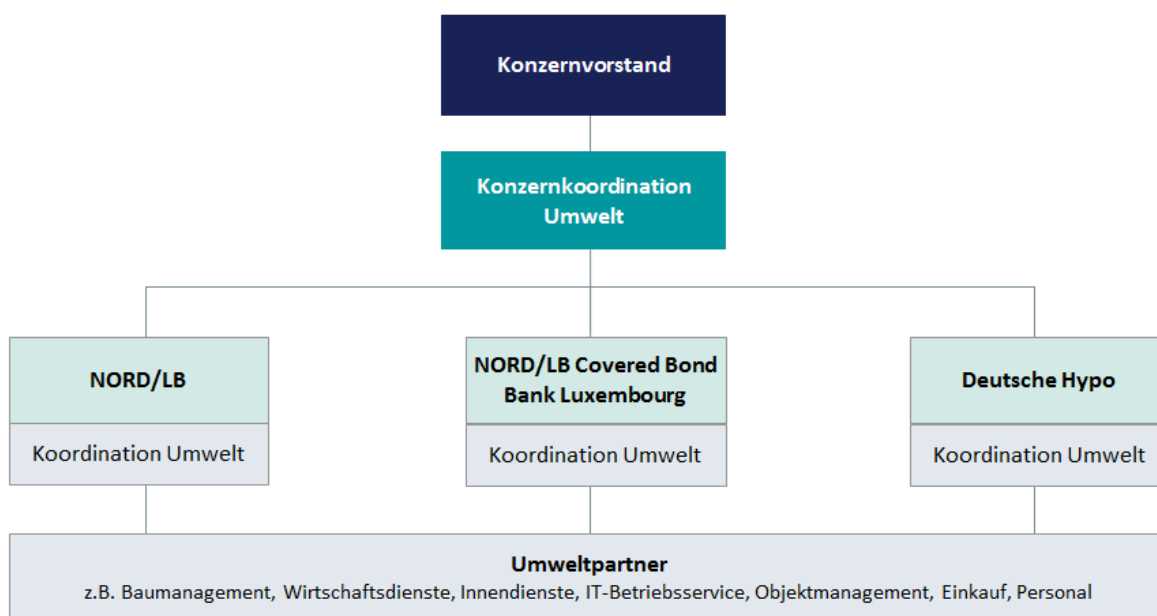 Konzernvorstand
Konzernkoordination
Umwelt
NORD/LB
Koordination Umwelt
NORD/LB Covered Bond
Bank Luxembourg
Koordination Umwelt
Deutsche Hypo
Koordination Umwelt
Umweltpartner
z.B. Baumanagement, Wirtschaftsdienste, Innendienste, IT-Betriebsservice, Objektmanagement, Einkauf, Personal